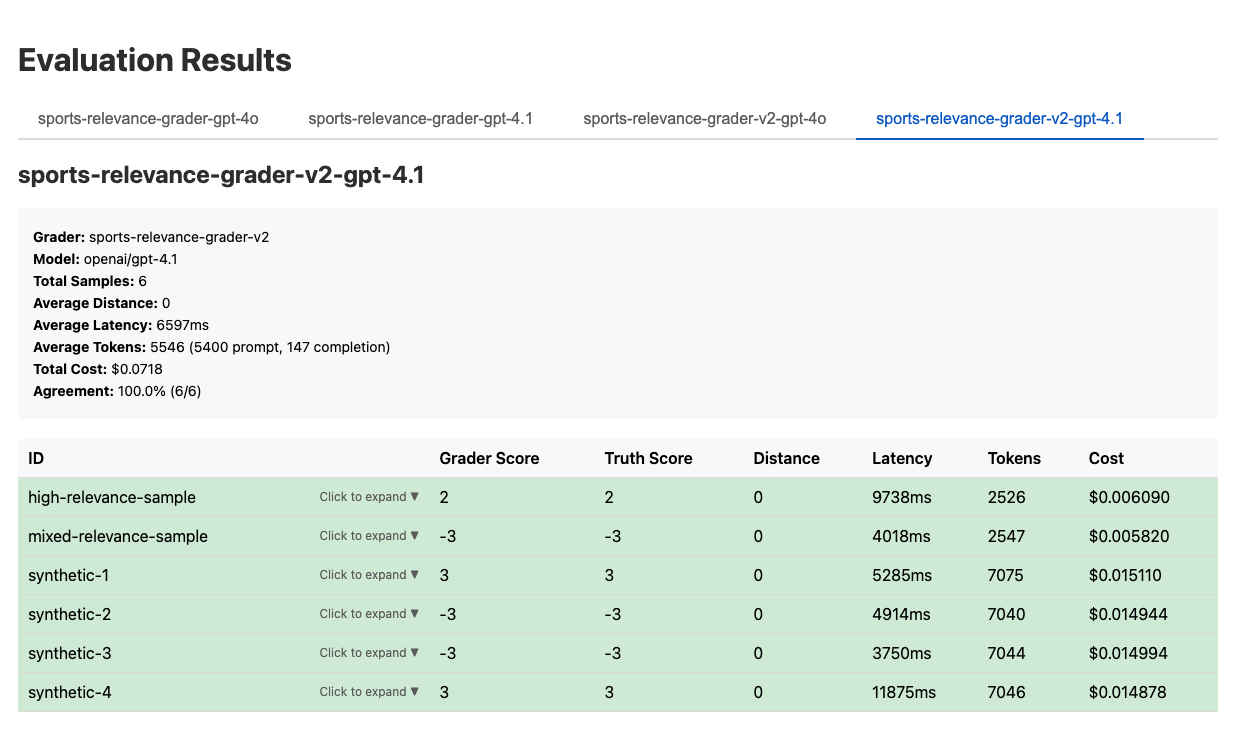 Evaluation Results
sports-relevance-grader-gpt-4o sports-relevance-grader-gpt-4.1 sports-relevance-grader-v2-gpt-4o sports-relevance-grader-v2-gpt-4.1
sports-relevance-grader-v2-gpt-4.1
Grader: sports-relevance-grader-v2
Model: openai/gpt-4.1
Total Samples: 6
Average Distance: 0
Average Latency: 6597ms
Average Tokens: 5546 (5400 prompt, 147 completion)
Total Cost: $0.0718
Agreement: 100.0% (6/6)
ID Grader Score Truth Score Distance Latency Tokens Cost
high-relevance-sample Click to expand ▼ 2 2 0 9738ms 2526 $0.006090
mixed-relevance-sample Click to expand ▼ -3 -3 0 4018ms 2547 $0.005820
synthetic-1 Click to expand ▼ 3 3 0 5285ms 7075 $0.015110
synthetic-2 Click to expand ▼ -3 -3 0 4914ms 7040 $0.014944
synthetic-3 Click to expand ▼ -3 -3 0 3750ms 7044 $0.014994
synthetic-4 Click to expand ▼ 3 3 0 11875ms 7046 $0.014878